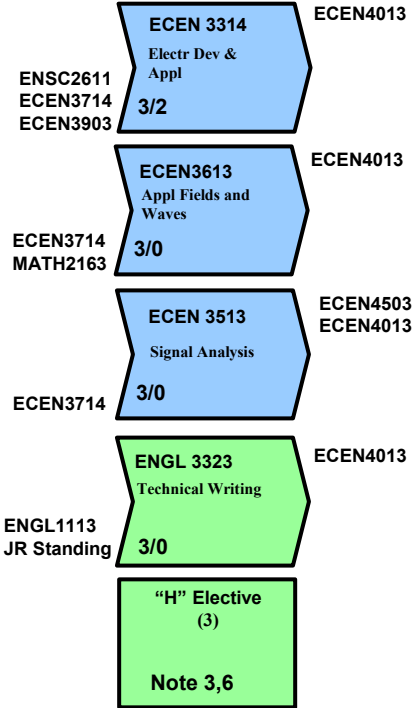 ECEN 3314
ECEN4013
Electr Dev &
Appl
ENSC2611
ECEN3714
ECEN3903
3/2
ECEN3613
ECEN4013
Appl Fields and
Waves
ECEN3714
MATH2163
3/0
ECEN 3513
ECEN4503
ECEN4013
Signal Analysis
ECEN3714
3/0
ENGL 3323
ECEN4013
Technical Writing
ENGL1113
JR Standing
3/0
“H” Elective
(3)
Note 3,6